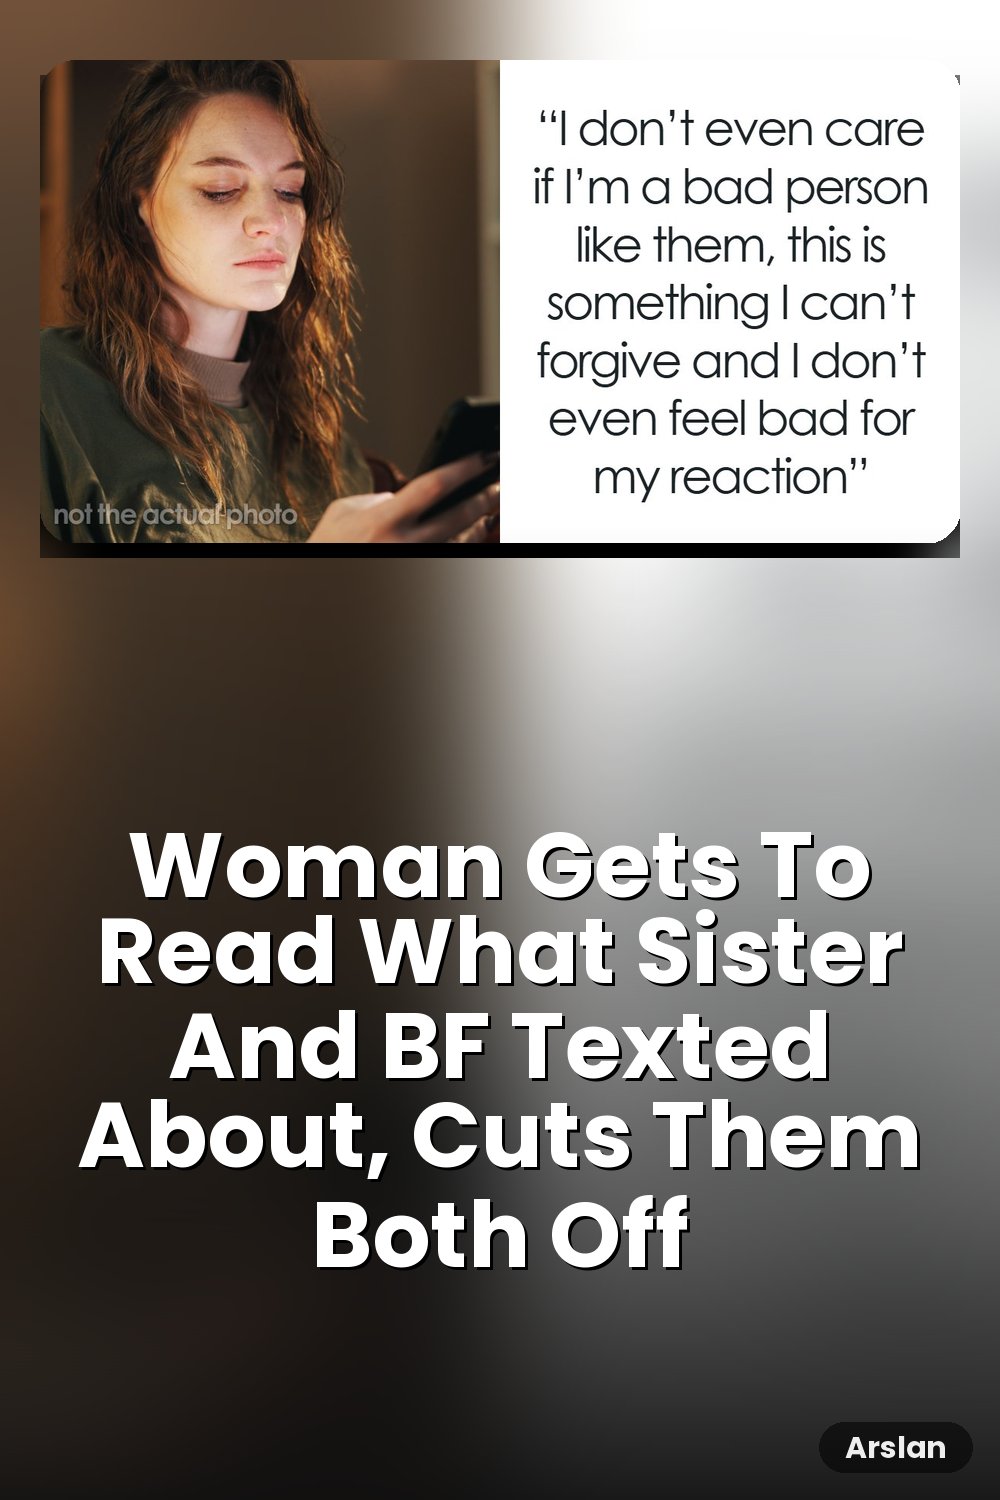 “I don’t even care
if I’m a bad person
like them, this is
something I can’t
forgive and I don’t
even feel bad for
my reaction”
not the actual photo
Woman Gets To
Read What Sister
And BF Texted
About, Cuts Them
Both Off
Arslan